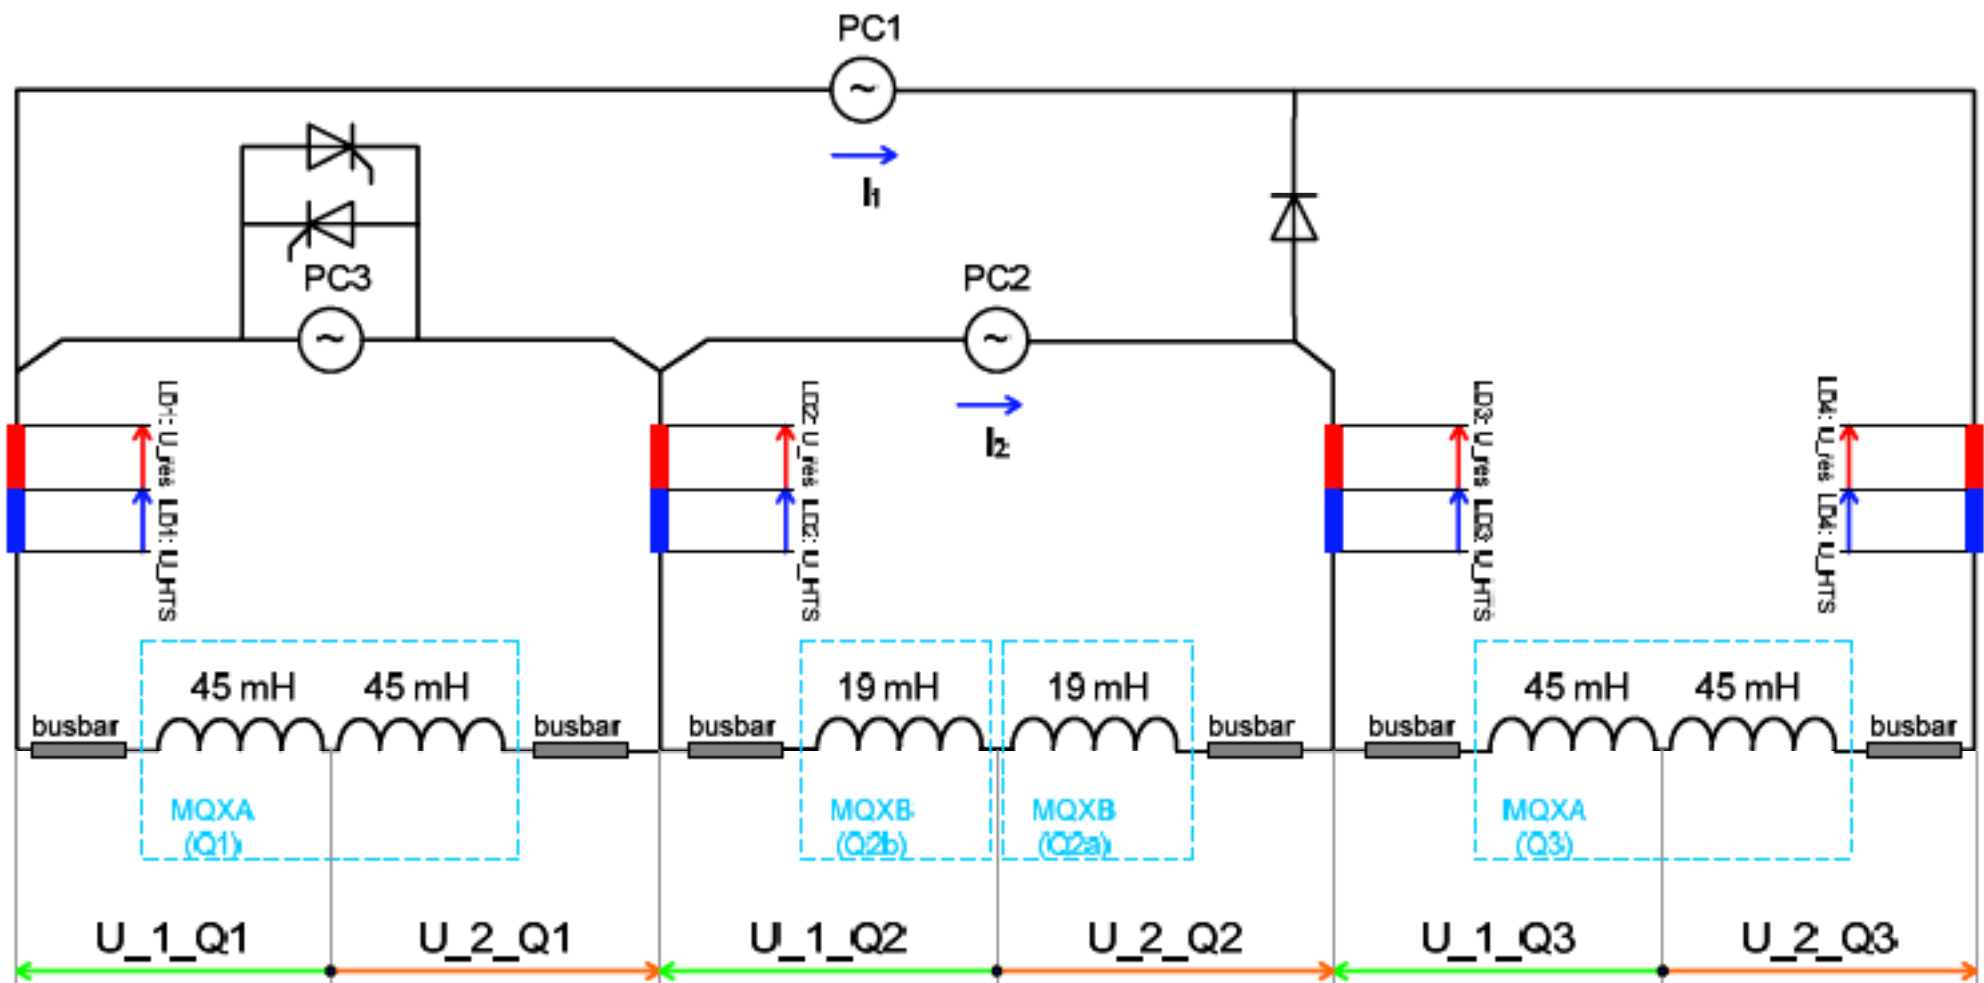 PC1
I1
PC3
PC2
I2
LD1: U_res
LD1: U_HTS
LD2: U_res
LD2: U_HTS
LD3: U_res
LD3: U_HTS
LD4: U_res
LD4: U_HTS
45 mH 45 mH 19 mH 19 mH 45 mH 45 mH
busbar busbar busbar busbar busbar busbar
MQXA MQXB MQXB MQXA
(Q1) (Q2b) (Q2a) (Q3)
U_1_Q1 U_2_Q1 U_1_Q2 U_2_Q2 U_1_Q3 U_2_Q3